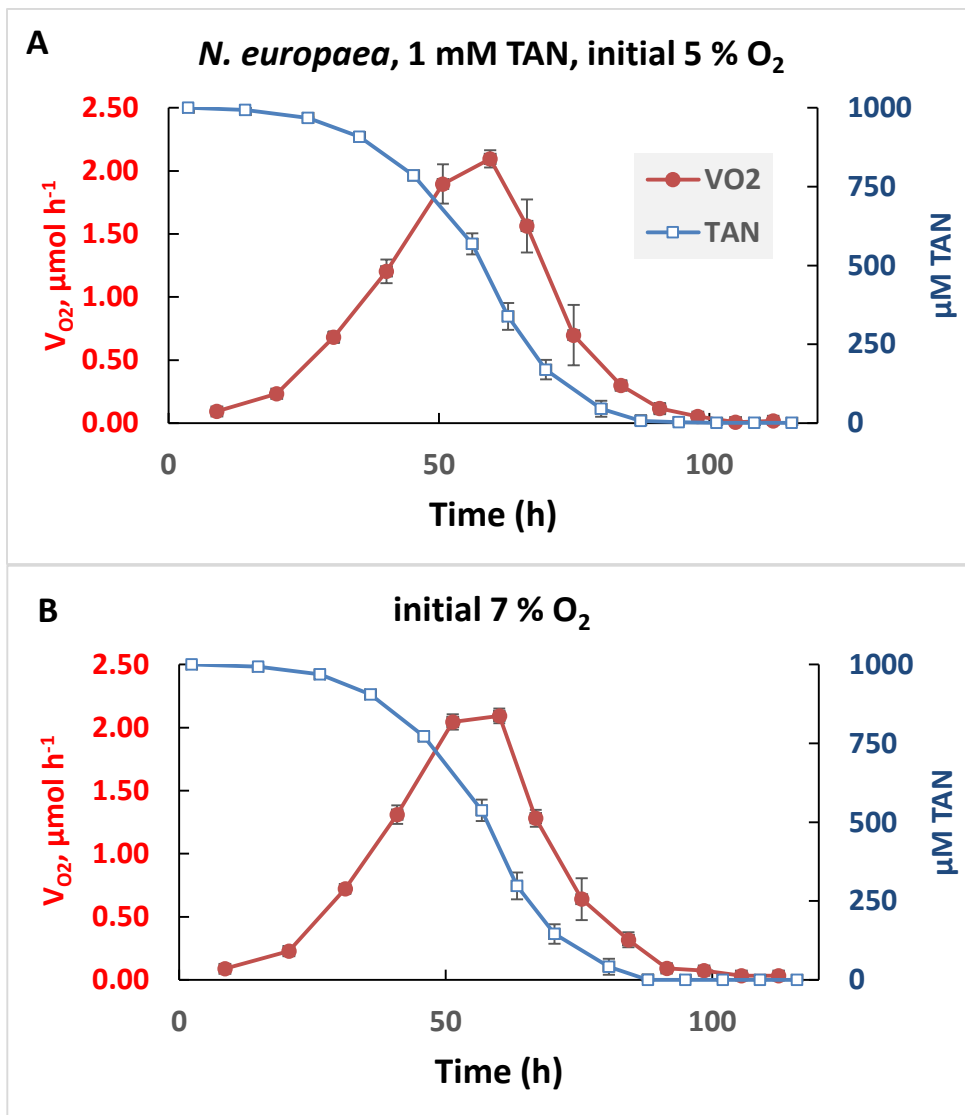 A
N. europaea, 1 mM TAN, initial 5 % O₂
2.50
2.00
1.50
1.00
0.50
0.00
V_O2, µmol h⁻¹
1000
750
500
250
0
µM TAN
VO2
TAN
0 50 100
Time (h)
B
initial 7 % O₂
2.50
2.00
1.50
1.00
0.50
0.00
V_O2, µmol h⁻¹
1000
750
500
250
0
µM TAN
0 50 100
Time (h)